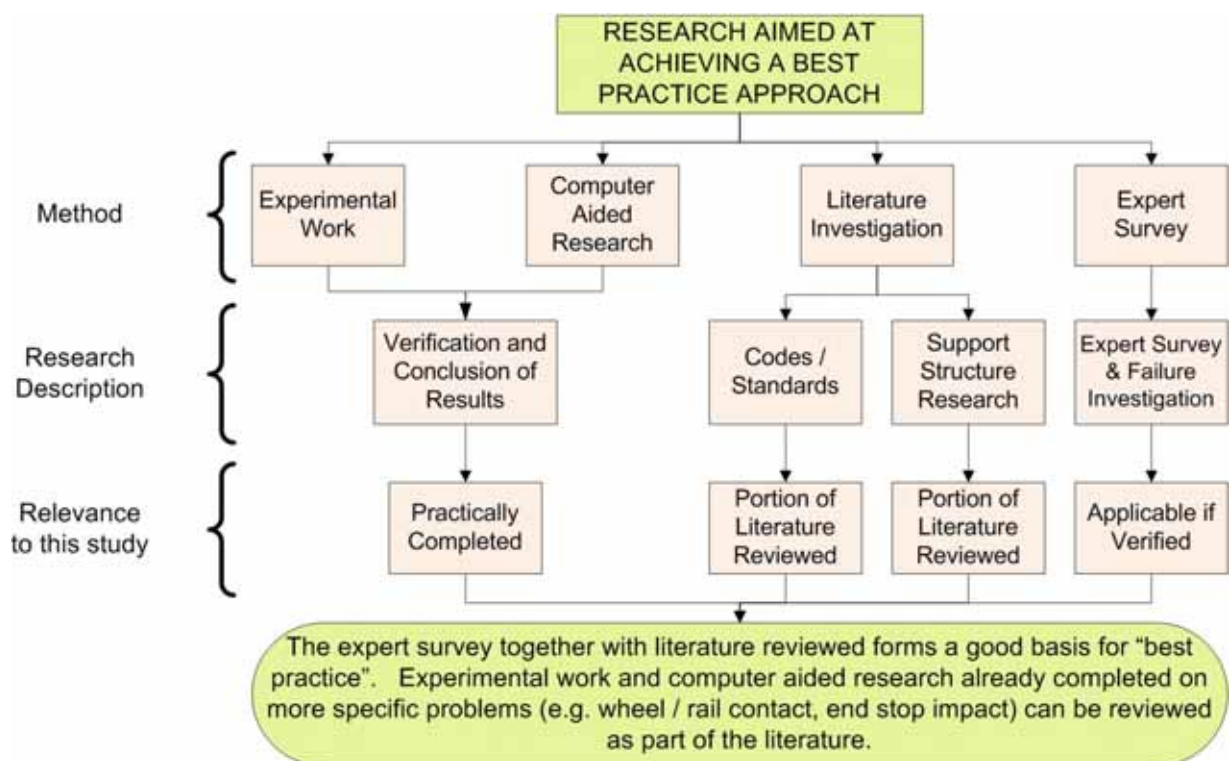 RESEARCH AIMED AT
ACHIEVING A BEST
PRACTICE APPROACH
Method
Experimental
Work
Computer
Aided
Research
Literature
Investigation
Expert
Survey
Research
Description
Verification and
Conclusion of
Results
Codes /
Standards
Support
Structure
Research
Expert Survey
& Failure
Investigation
Relevance
to this study
Practically
Completed
Portion of
Literature
Reviewed
Portion of
Literature
Reviewed
Applicable if
Verified
The expert survey together with literature reviewed forms a good basis for “best
practice”. Experimental work and computer aided research already completed on
more specific problems (e.g. wheel / rail contact, end stop impact) can be reviewed
as part of the literature.